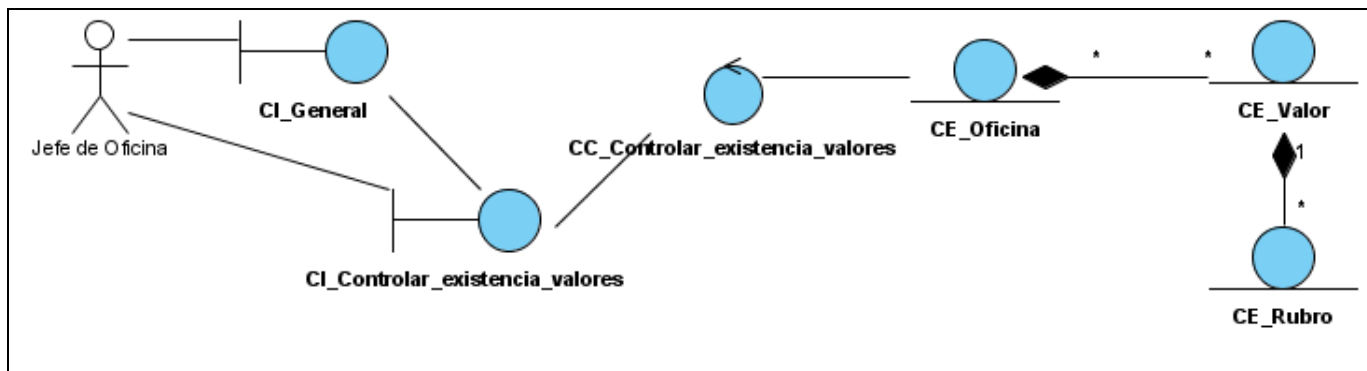 Jefe de Oficina
CI_General
CI_Controlar_existencia_valores
CC_Controlar_existencia_valores
CE_Oficina
*
*
CE_Valor
1
*
CE_Rubro